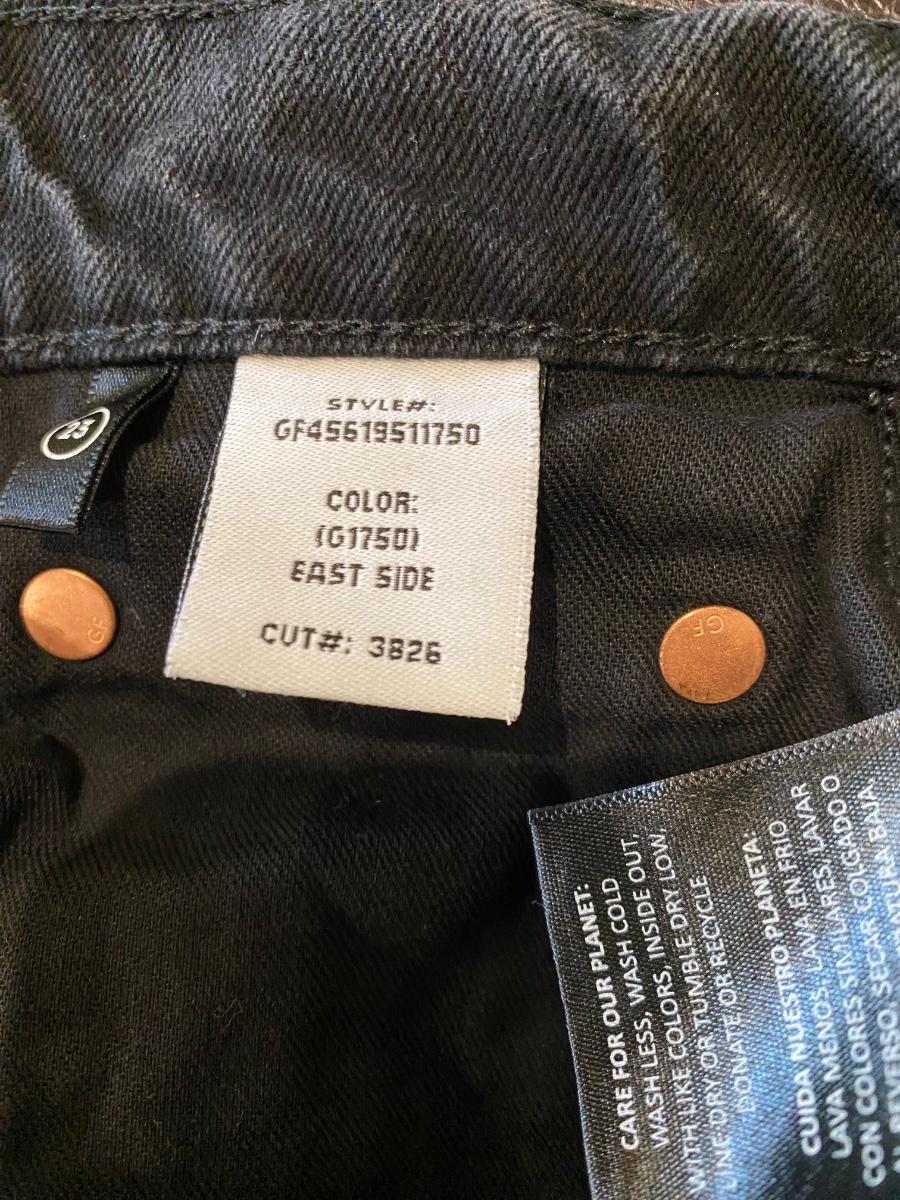 25
STYLE#:
GF45619511750
COLOR:
(G1750)
EAST SIDE
CUT#: 3826
GF
GF
CARE FOR OUR PLANET:
WASH LESS, WASH COLD
WITH LIKE COLORS, INSIDE OUT,
LINE DRY OR TUMBLE DRY LOW,
DONATE OR RECYCLE
CUIDA NUESTRO PLANETA:
LAVA MENOS, LAVA EN FRIO
CON COLORES SIMILARES, LAVAR
AL REVERSO, SECAR COLGADO O
BAJA